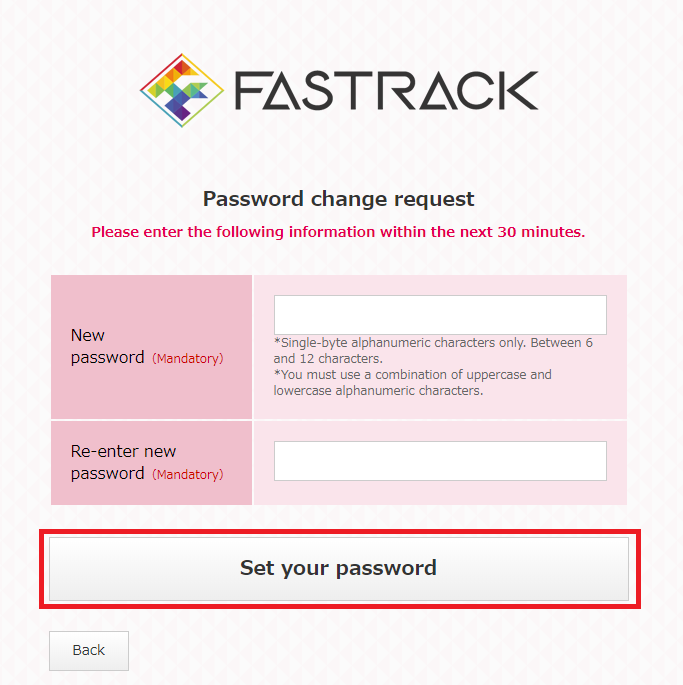 FASTRACK
Password change request
Please enter the following information within the next 30 minutes.
New
password (Mandatory)
*Single-byte alphanumeric characters only. Between 6
and 12 characters.
*You must use a combination of uppercase and
lowercase alphanumeric characters.
Re-enter new
password (Mandatory)
Set your password
Back